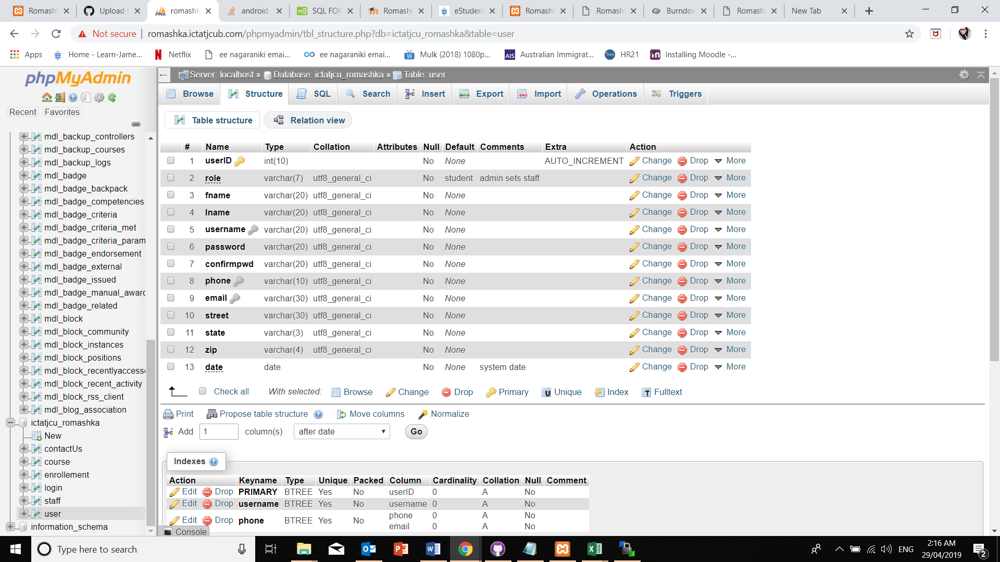 Romashk
Upload f
romashk
android
SQL FOR
Romashk
eStuden
Romashk
Romashk
Burndow
Romashk
New Tab
Not secure | romashka.ictatjcub.com/phpmyadmin/tbl_structure.php?db=ictatjcu_romashka&table=user
Apps
Home - Learn-Jame...
Netflix
ee nagaraniki emai...
ee nagaraniki emai...
Mulk (2018) 1080p...
AIS Australian Immigrat...
HR21
Installing Moodle -...
phpMyAdmin
Recent Favorites
mdl_backup_controllers
mdl_backup_courses
mdl_backup_logs
mdl_badge
mdl_badge_backpack
mdl_badge_competencies
mdl_badge_criteria
mdl_badge_criteria_met
mdl_badge_criteria_param
mdl_badge_endorsement
mdl_badge_external
mdl_badge_issued
mdl_badge_manual_awarc
mdl_badge_related
mdl_block
mdl_block_community
mdl_block_instances
mdl_block_positions
mdl_block_recentlyaccesse
mdl_block_recent_activity
mdl_block_rss_client
mdl_blog_association
ictatjcu_romashka
New
contactUs
course
enrollement
login
staff
user
information_schema
Server: localhost » Database: ictatjcu_romashka » Table: user
Browse Structure SQL Search Insert Export Import Operations Triggers
Table structure Relation view
# Name Type Collation Attributes Null Default Comments Extra Action
1 userID int(10) No None AUTO_INCREMENT Change Drop More
2 role varchar(7) utf8_general_ci No student admin sets staff Change Drop More
3 fname varchar(20) utf8_general_ci No None Change Drop More
4 lname varchar(20) utf8_general_ci No None Change Drop More
5 username varchar(20) utf8_general_ci No None Change Drop More
6 password varchar(20) utf8_general_ci No None Change Drop More
7 confirmpwd varchar(20) utf8_general_ci No None Change Drop More
8 phone varchar(10) utf8_general_ci No None Change Drop More
9 email varchar(30) utf8_general_ci No None Change Drop More
10 street varchar(30) utf8_general_ci No None Change Drop More
11 state varchar(3) utf8_general_ci No None Change Drop More
12 zip varchar(4) utf8_general_ci No None Change Drop More
13 date date No None system date Change Drop More
Check all With selected: Browse Change Drop Primary Unique Index Fulltext
Print Propose table structure Move columns Normalize
Add 1 column(s) after date Go
Indexes
Action Keyname Type Unique Packed Column Cardinality Collation Null Comment
Edit Drop PRIMARY BTREE Yes No userID 0 A No
Edit Drop username BTREE Yes No username 0 A No
Edit Drop phone BTREE Yes No phone 0 A No
email 0 A No
Console
Type here to search
ENG
2:16 AM
29/04/2019
2